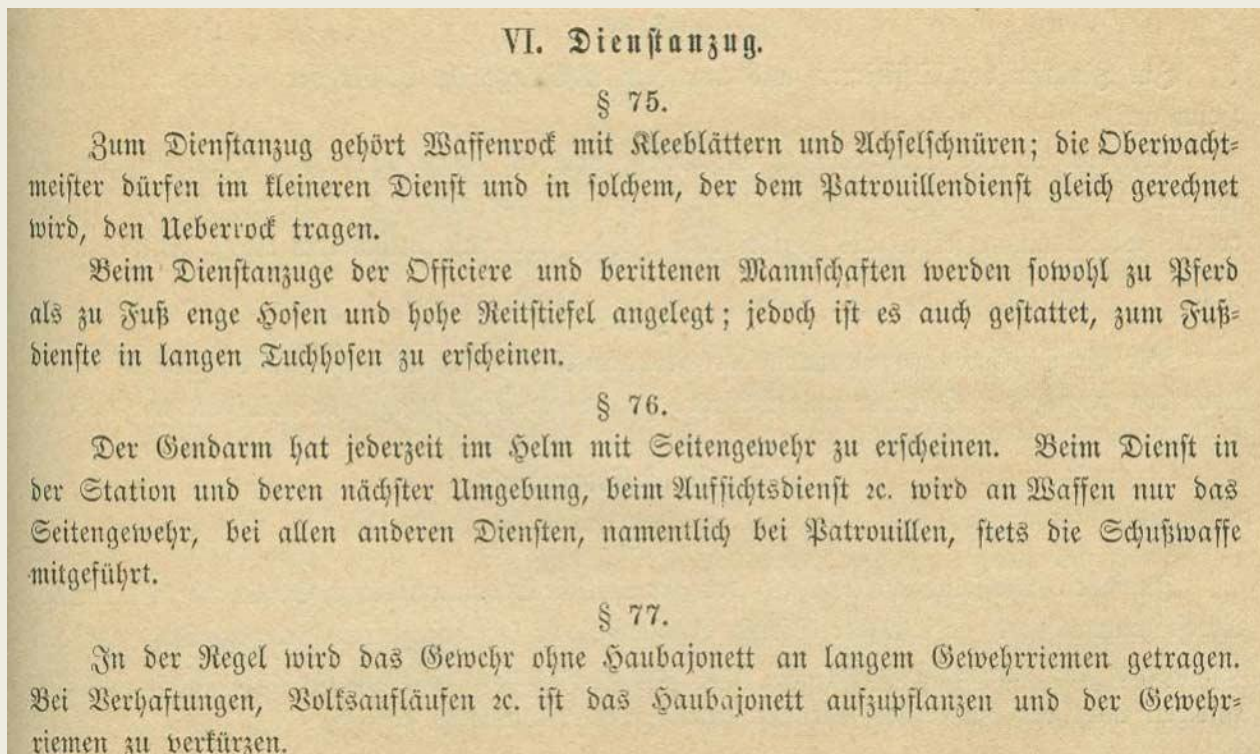 VI. Dienstanzug.
§ 75.
Zum Dienstanzug gehört Waffenrock mit Kleeblättern und Achselschnüren; die Oberwacht-
meister dürfen im kleineren Dienst und in solchem, der dem Patrouillendienst gleich gerechnet
wird, den Ueberrock tragen.
Beim Dienstanzuge der Officiere und berittenen Mannschaften werden sowohl zu Pferd
als zu Fuß enge Hosen und hohe Reitstiefel angelegt; jedoch ist es auch gestattet, zum Fuß-
dienste in langen Tuchhosen zu erscheinen.
§ 76.
Der Gendarm hat jederzeit im Helm mit Seitengewehr zu erscheinen. Beim Dienst in
der Station und deren nächster Umgebung, beim Aufsichtsdienst ꝛc. wird an Waffen nur das
Seitengewehr, bei allen anderen Diensten, namentlich bei Patrouillen, stets die Schußwaffe
mitgeführt.
§ 77.
In der Regel wird das Gewehr ohne Haubajonett an langem Gewehrriemen getragen.
Bei Verhaftungen, Volksaufläufen ꝛc. ist das Haubajonett aufzupflanzen und der Gewehr-
riemen zu verkürzen.